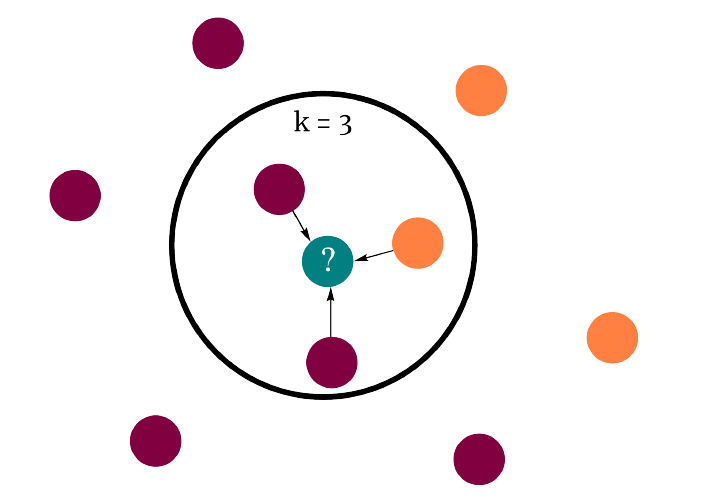 k = 3
?